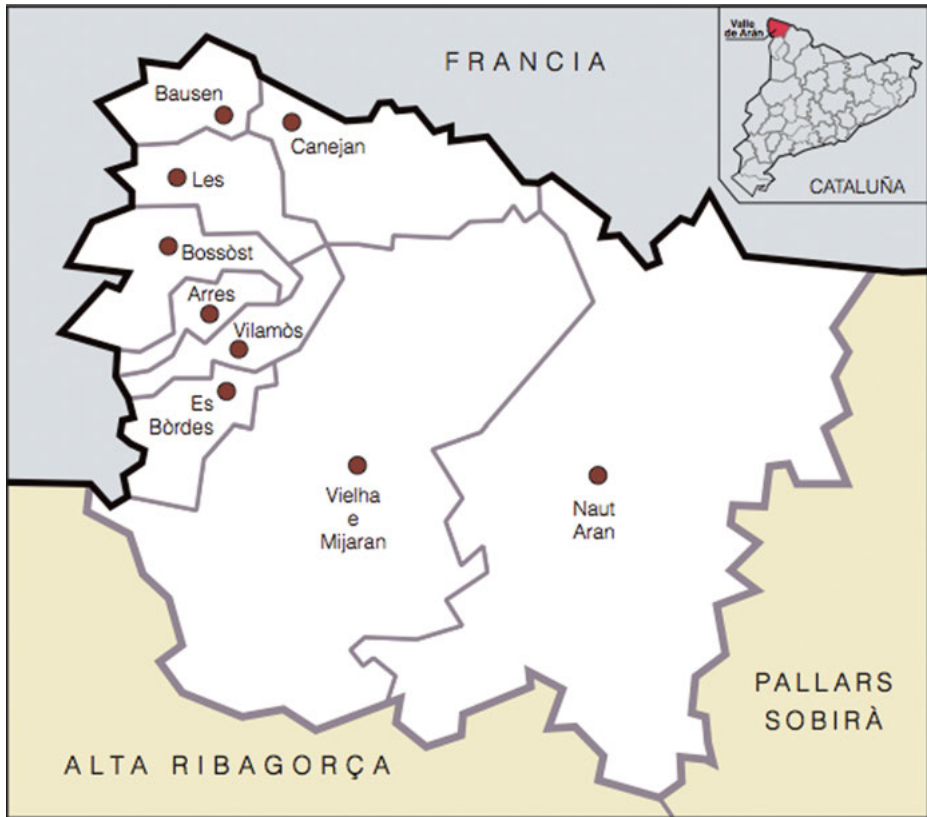 Valle
de Arán
FRANCIA
CATALUÑA
Bausen
Canejan
Les
Bossòst
Arres
Vilamòs
Es
Bòrdes
Vielha
e
Mijaran
Naut
Aran
PALLARS
SOBIRÀ
ALTA RIBAGORÇA